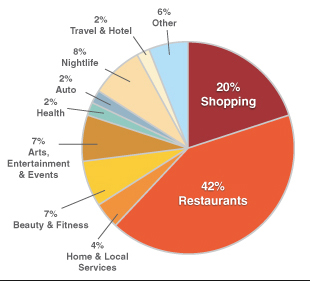 6%
Other
2%
Travel & Hotel
8%
Nightlife
2%
Auto
2%
Health
7%
Arts,
Entertainment
& Events
7%
Beauty & Fitness
4%
Home & Local
Services
20%
Shopping
42%
Restaurants